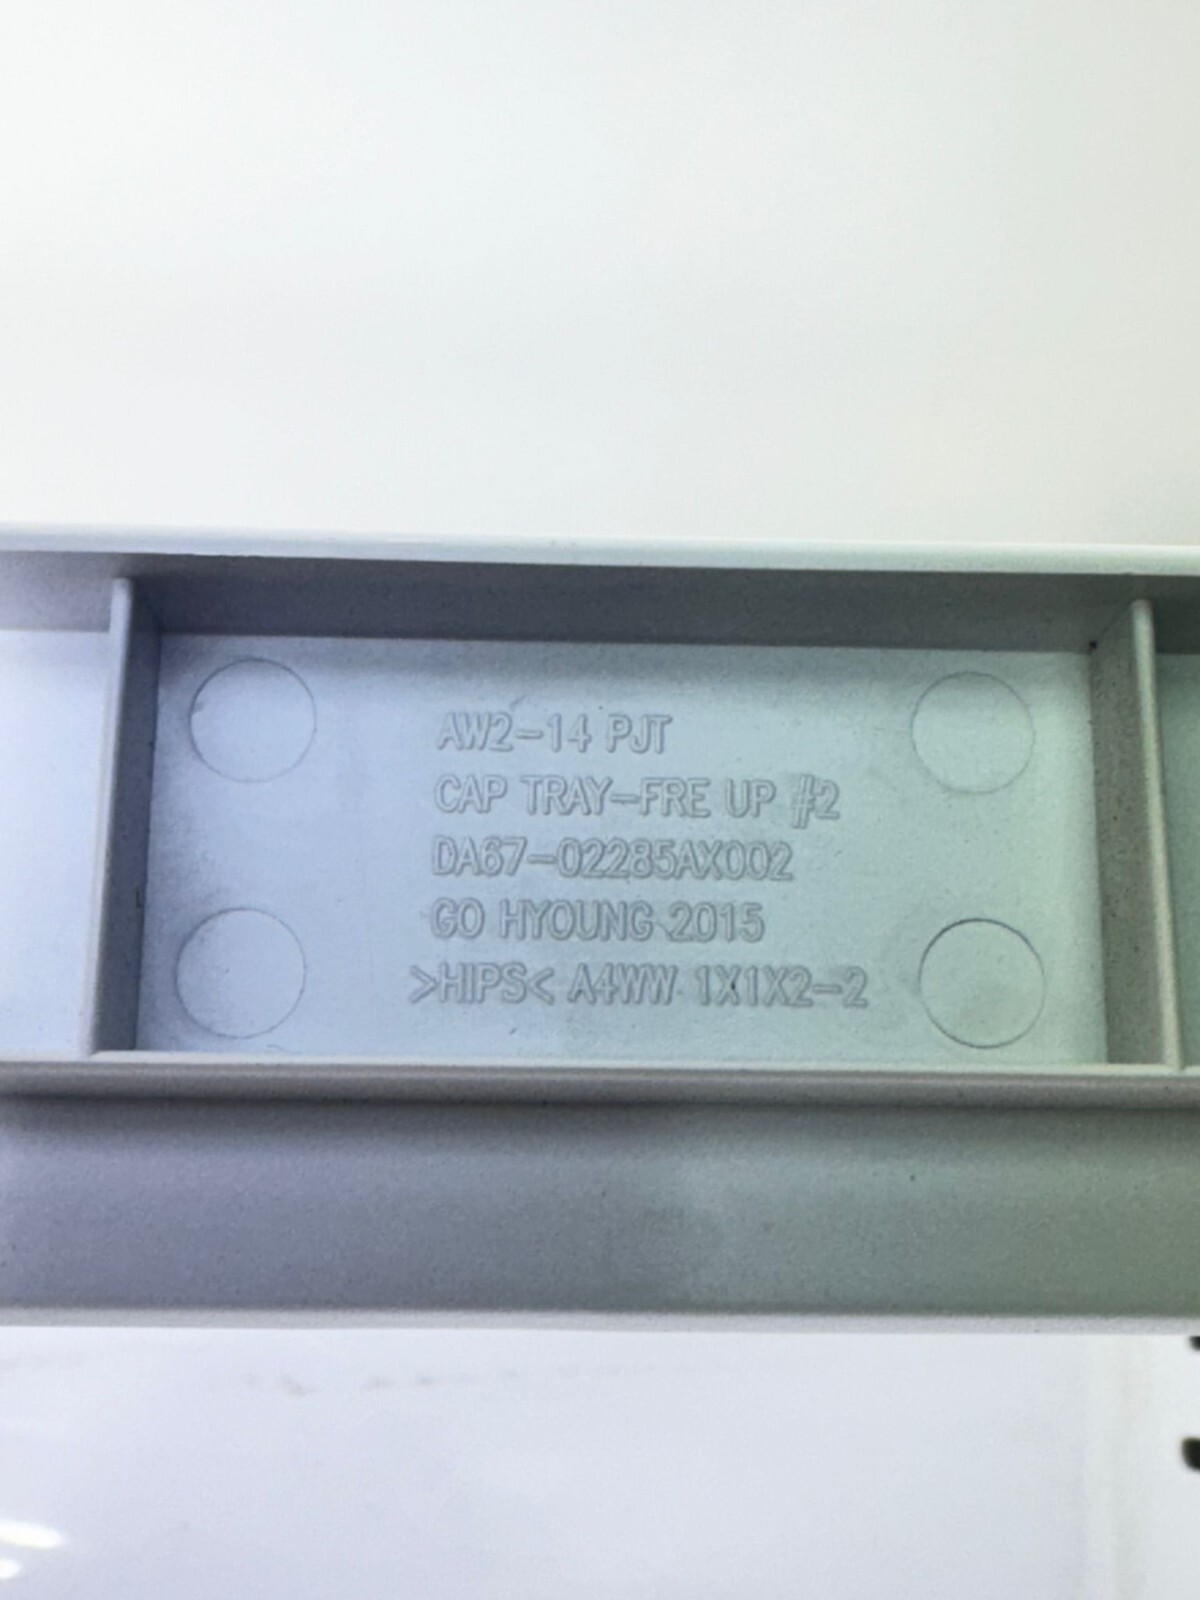 AW2-14 PJT
CAP TRAY-FRE UP #2
DA67-02285AX002
GO HYOUNG 2015
>HIPS< A4WW 1X1X2-2